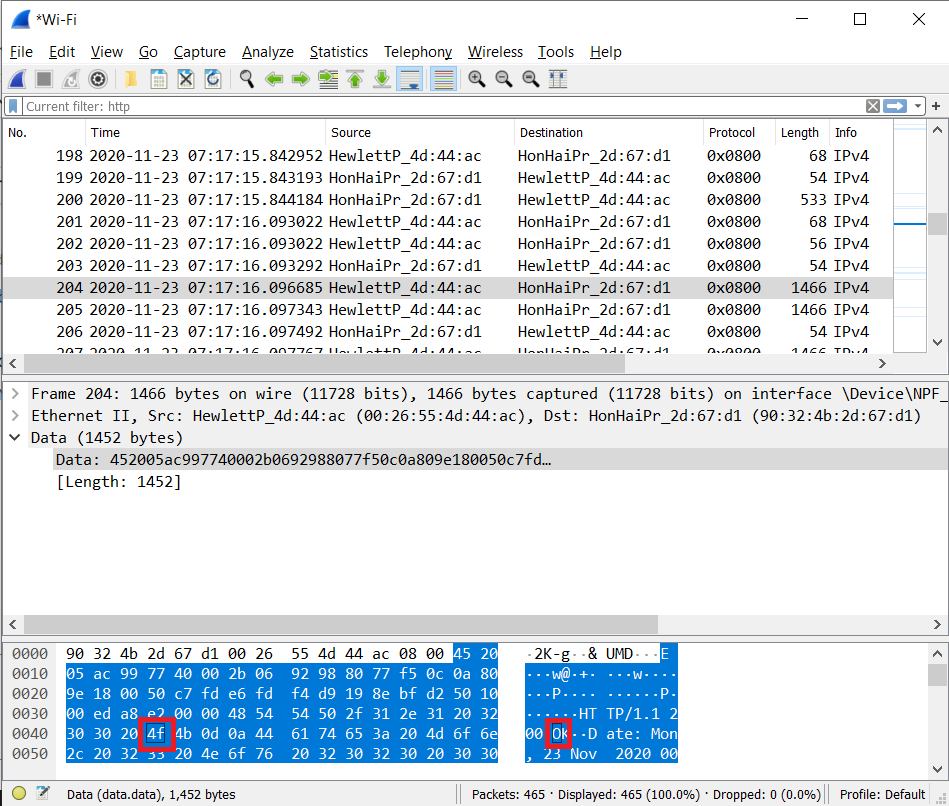 *Wi-Fi
File Edit View Go Capture Analyze Statistics Telephony Wireless Tools Help
Current filter: http
No. Time Source Destination Protocol Length Info
198 2020-11-23 07:17:15.842952 HewlettP_4d:44:ac HonHaiPr_2d:67:d1 0x0800 68 IPv4
199 2020-11-23 07:17:15.843193 HonHaiPr_2d:67:d1 HewlettP_4d:44:ac 0x0800 54 IPv4
200 2020-11-23 07:17:15.844184 HonHaiPr_2d:67:d1 HewlettP_4d:44:ac 0x0800 533 IPv4
201 2020-11-23 07:17:16.093022 HewlettP_4d:44:ac HonHaiPr_2d:67:d1 0x0800 68 IPv4
202 2020-11-23 07:17:16.093022 HewlettP_4d:44:ac HonHaiPr_2d:67:d1 0x0800 56 IPv4
203 2020-11-23 07:17:16.093292 HonHaiPr_2d:67:d1 HewlettP_4d:44:ac 0x0800 54 IPv4
204 2020-11-23 07:17:16.096685 HewlettP_4d:44:ac HonHaiPr_2d:67:d1 0x0800 1466 IPv4
205 2020-11-23 07:17:16.097343 HewlettP_4d:44:ac HonHaiPr_2d:67:d1 0x0800 1466 IPv4
206 2020-11-23 07:17:16.097492 HonHaiPr_2d:67:d1 HewlettP_4d:44:ac 0x0800 54 IPv4
207 2020-11-23 07:17:16.097767 HewlettP_4d:44:ac HonHaiPr_2d:67:d1 0x0800 1466 IPv4
Frame 204: 1466 bytes on wire (11728 bits), 1466 bytes captured (11728 bits) on interface \Device\NPF_
Ethernet II, Src: HewlettP_4d:44:ac (00:26:55:4d:44:ac), Dst: HonHaiPr_2d:67:d1 (90:32:4b:2d:67:d1)
Data (1452 bytes)
Data: 452005ac997740002b0692988077f50c0a809e180050c7fd…
[Length: 1452]
0000 90 32 4b 2d 67 d1 00 26 55 4d 44 ac 08 00 45 20 ·2K-g··& UMD···E
0010 05 ac 99 77 40 00 2b 06 92 98 80 77 f5 0c 0a 80 ···w@·+· ···w····
0020 9e 18 00 50 c7 fd e6 fd f4 d9 19 8e bf d2 50 10 ···P···· ······P·
0030 00 ed a8 e2 00 00 48 54 54 50 2f 31 2e 31 20 32 ······HT TP/1.1 2
0040 30 30 20 4f 4b 0d 0a 44 61 74 65 3a 20 4d 6f 6e 00 OK··D ate: Mon
0050 2c 20 32 33 20 4e 6f 76 20 32 30 32 30 20 30 30 , 23 Nov 2020 00
Data (data.data), 1,452 bytes Packets: 465 · Displayed: 465 (100.0%) · Dropped: 0 (0.0%) Profile: Default